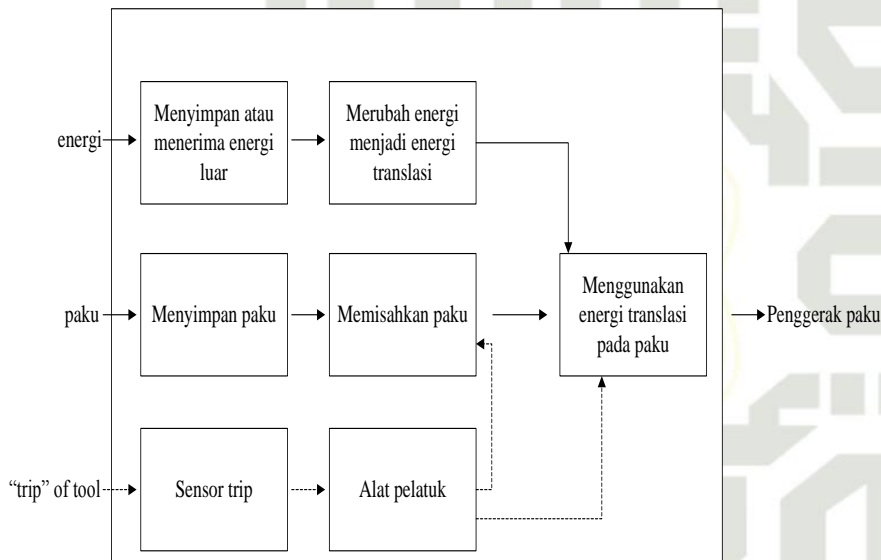 energi
Menyimpan atau
menerima energi
luar
Merubah energi
menjadi energi
translasi
paku
Menyimpan paku
Memisahkan paku
Menggunakan
energi translasi
pada paku
Penggerak paku
“trip” of tool
Sensor trip
Alat pelatuk